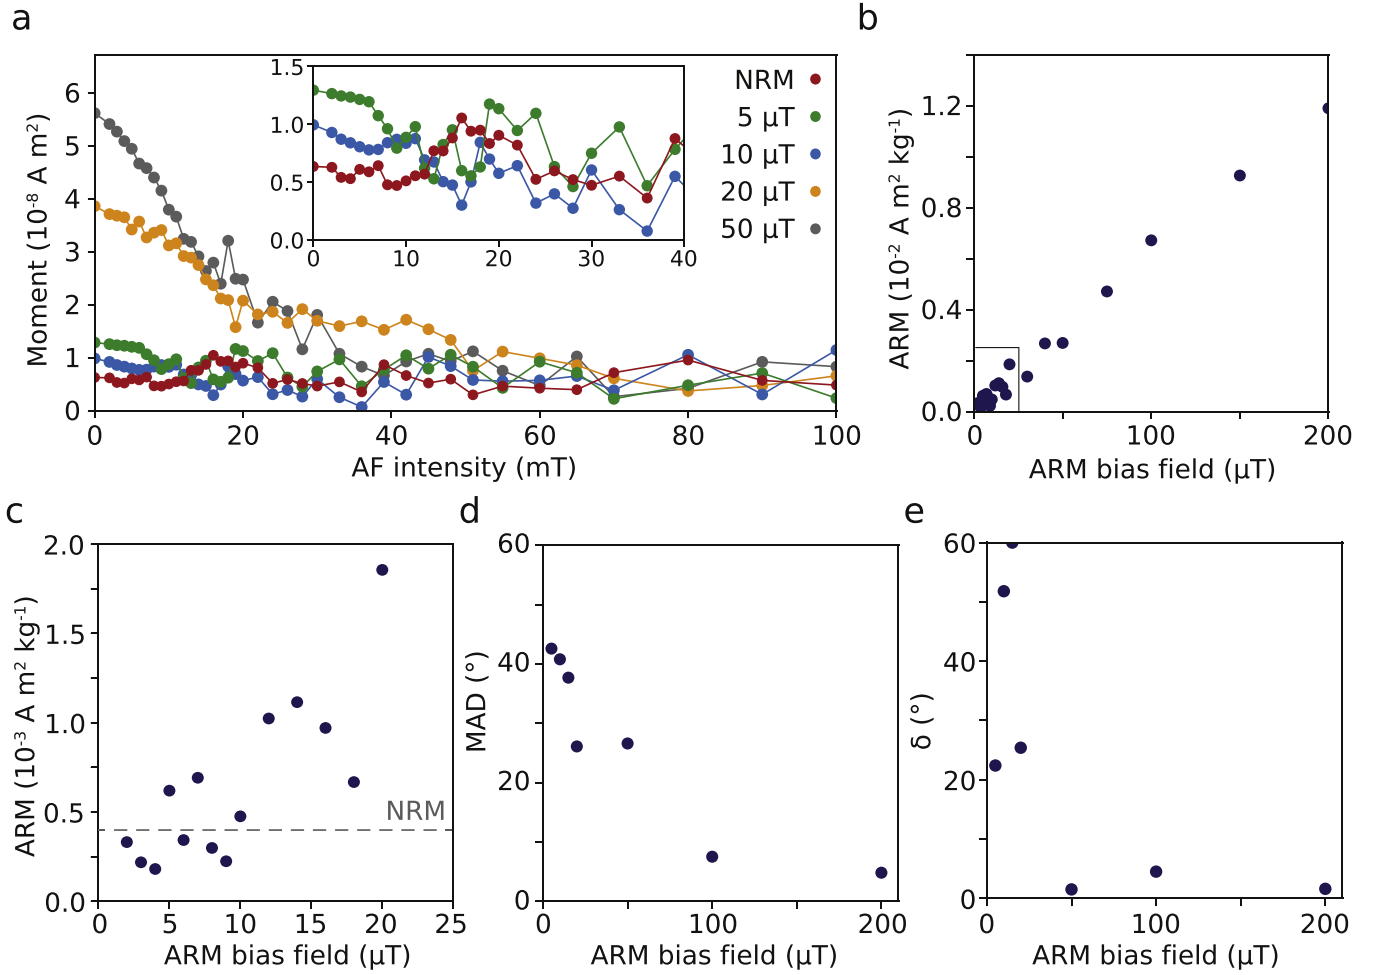 a
Moment (10⁻⁸ A m²)
6
5
4
3
2
1
0
0
20
40
60
80
100
AF intensity (mT)
1.5
1.0
0.5
0.0
0
10
20
30
40
NRM
5 μT
10 μT
20 μT
50 μT
b
ARM (10⁻² A m² kg⁻¹)
1.2
0.8
0.4
0.0
0
100
200
ARM bias field (μT)
c
ARM (10⁻³ A m² kg⁻¹)
2.0
1.5
1.0
0.5
0.0
NRM
0
5
10
15
20
25
ARM bias field (μT)
d
MAD (°)
60
40
20
0
0
100
200
ARM bias field (μT)
e
δ (°)
60
40
20
0
0
100
200
ARM bias field (μT)